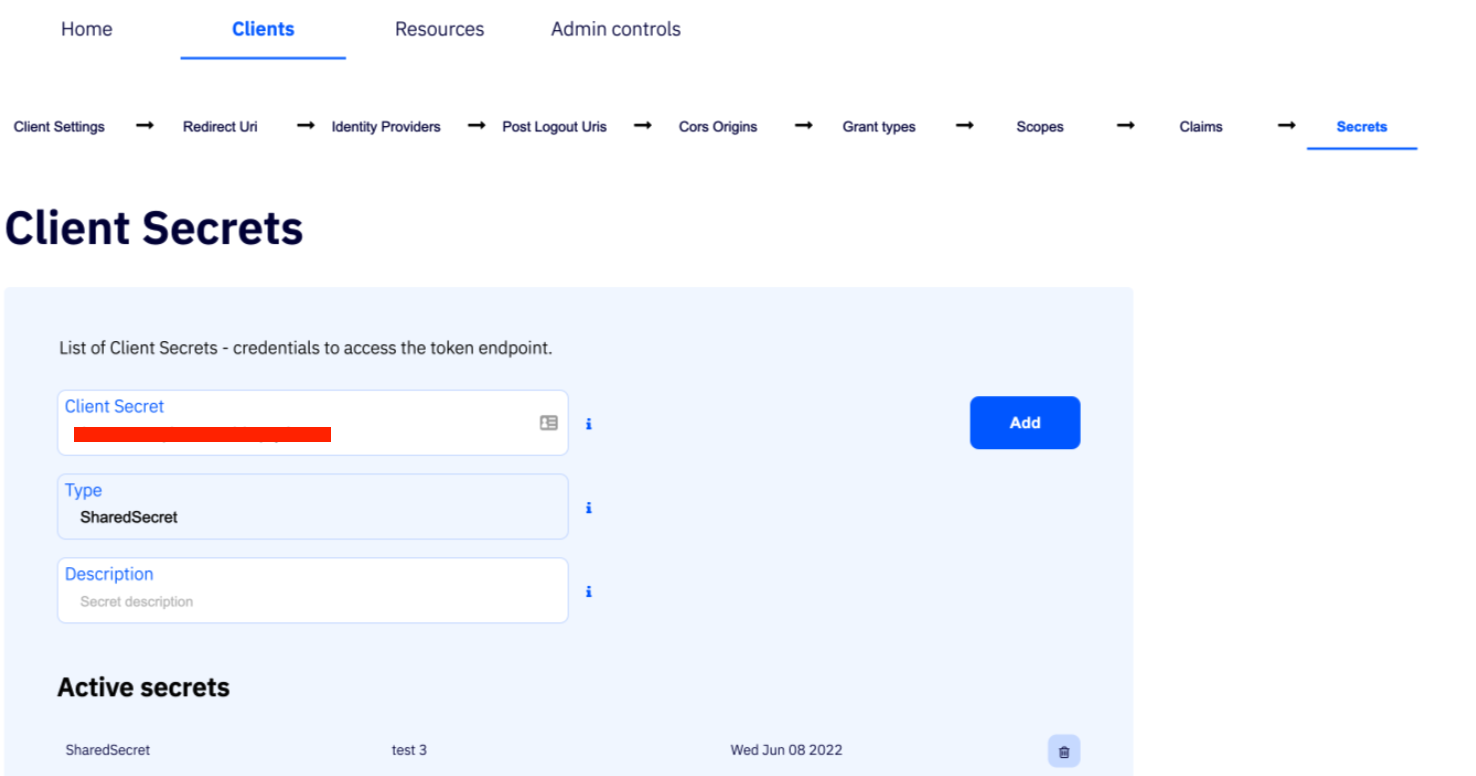 Home Clients Resources Admin controls
Client Settings → Redirect Uri → Identity Providers → Post Logout Uris → Cors Origins → Grant types → Scopes → Claims → Secrets
Client Secrets
List of Client Secrets - credentials to access the token endpoint.
Client Secret
Add
Type
SharedSecret
Description
Secret description
Active secrets
SharedSecret test 3 Wed Jun 08 2022